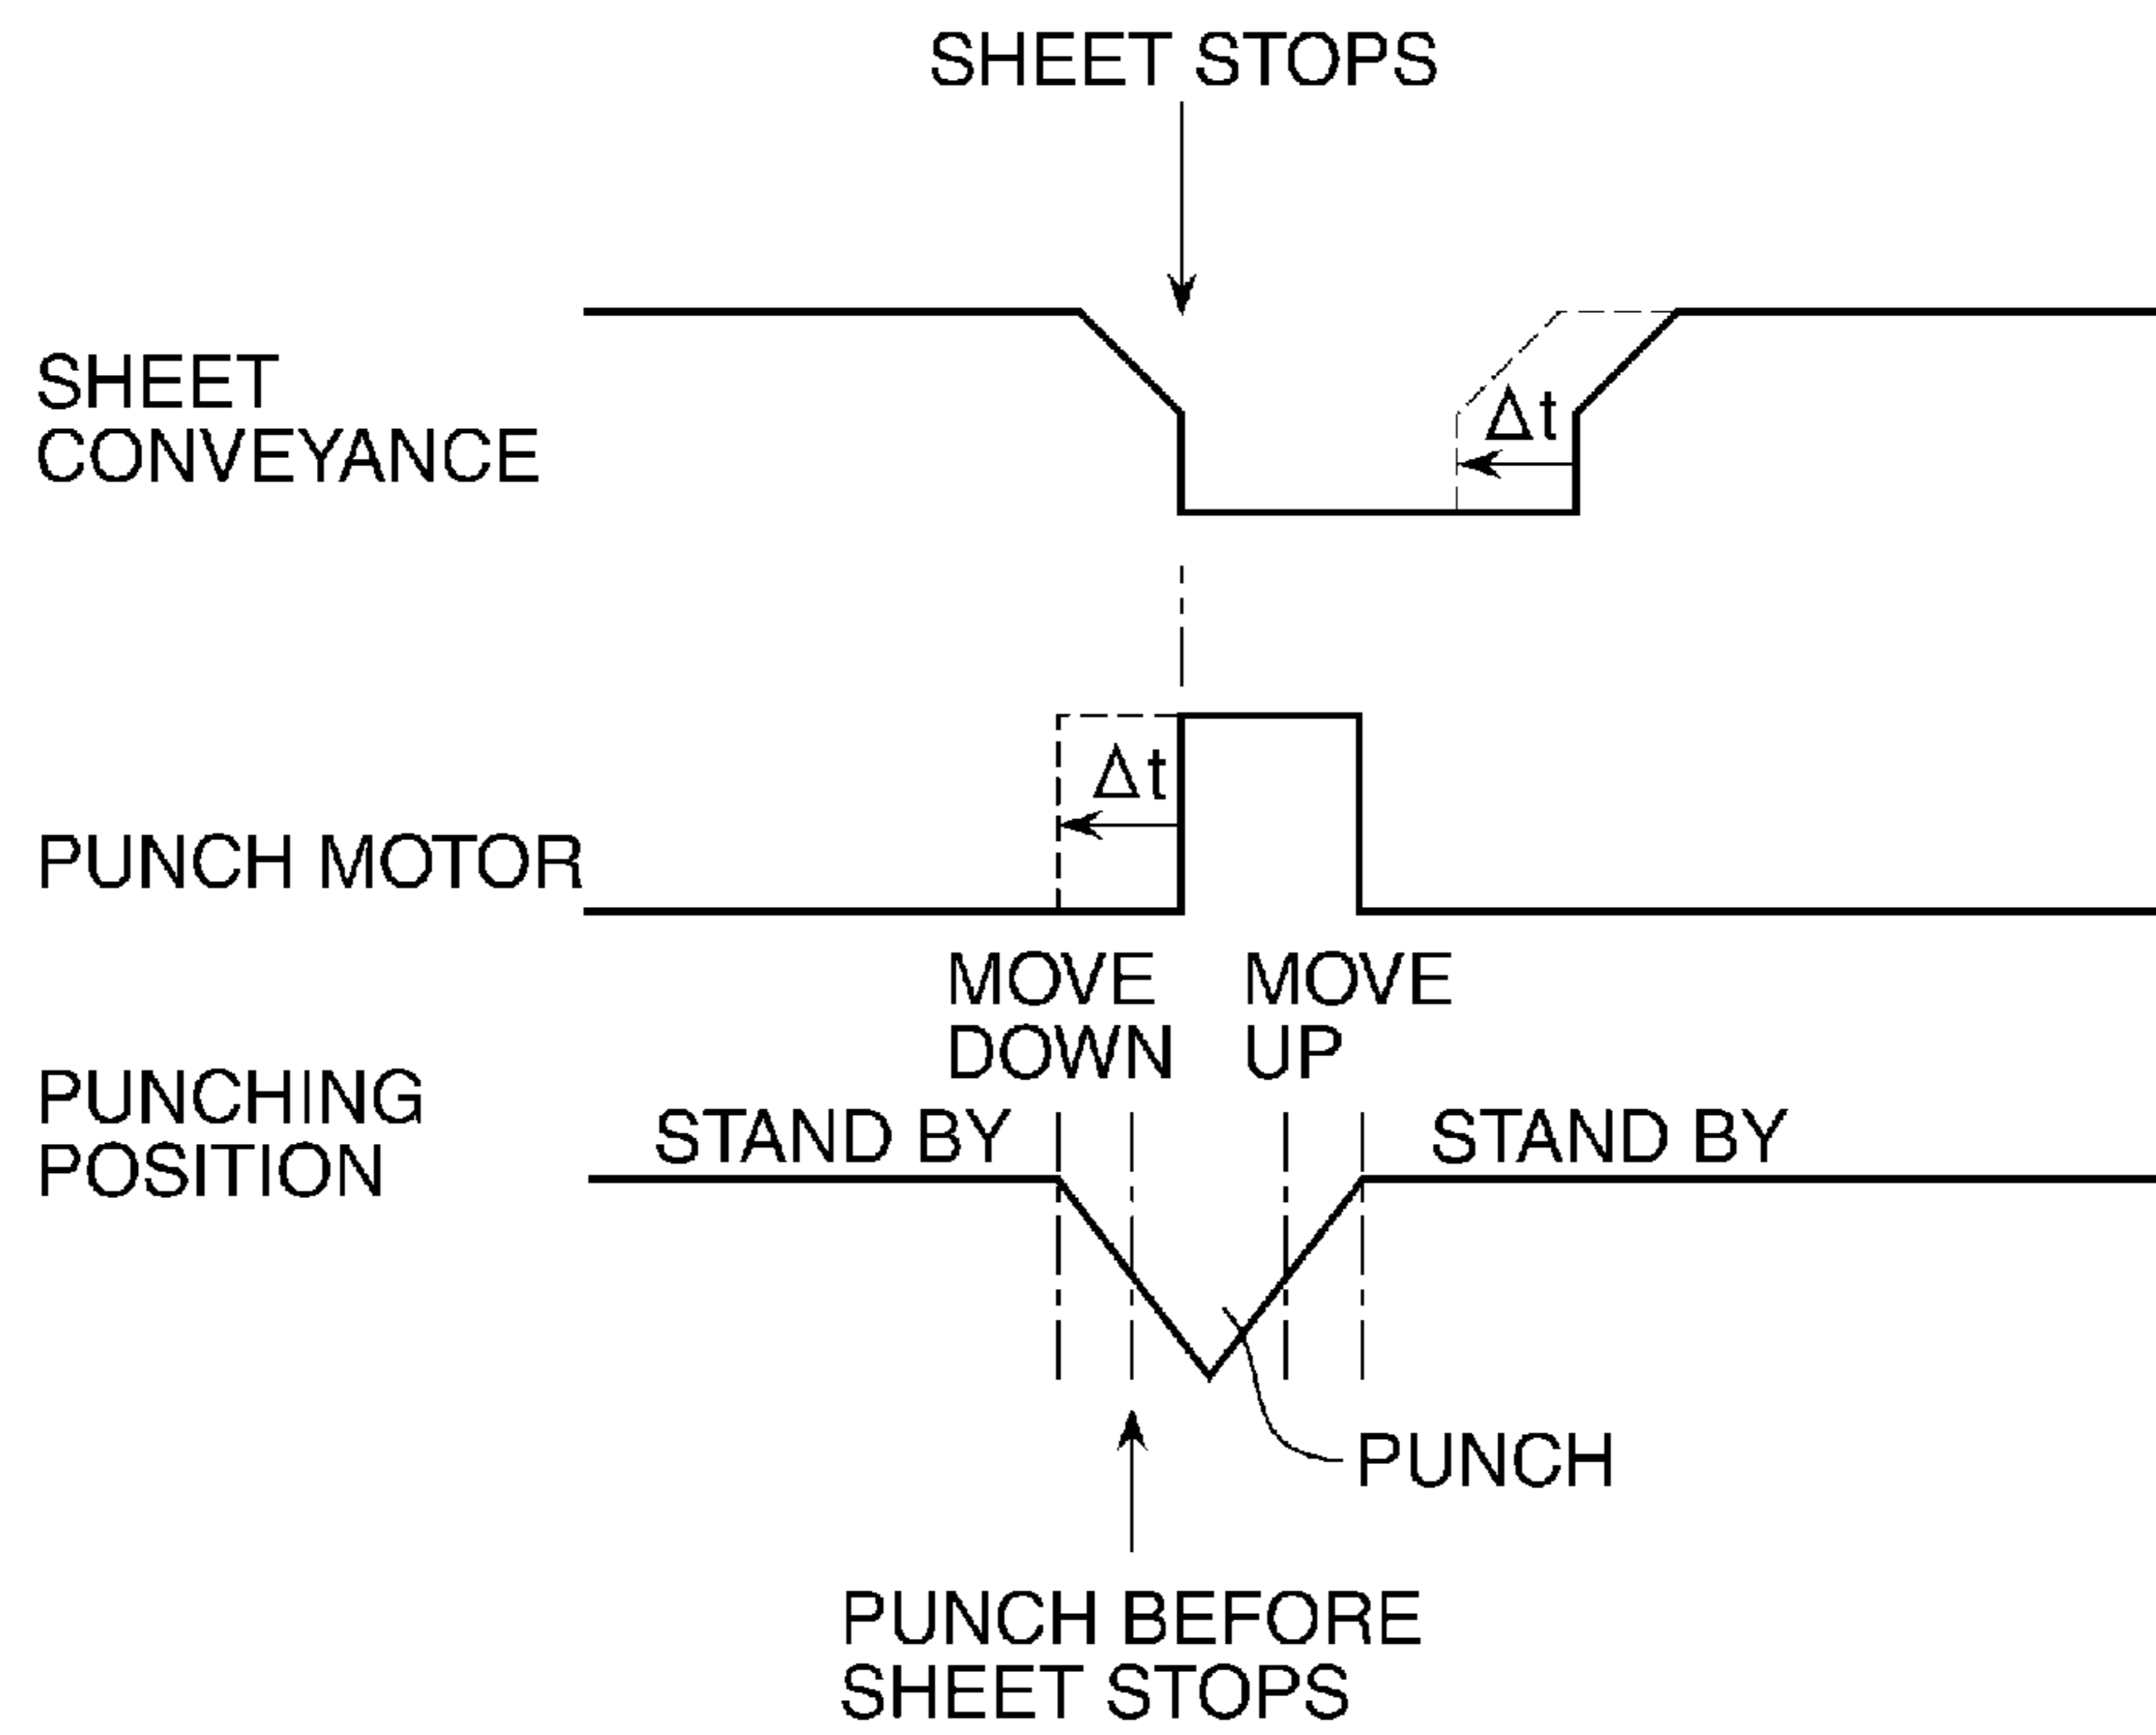 SHEET STOPS
SHEET
CONVEYANCE
Δt
Δt
PUNCH MOTOR
MOVE
DOWN
MOVE
UP
PUNCHING
POSITION
STAND BY
STAND BY
PUNCH
PUNCH BEFORE
SHEET STOPS